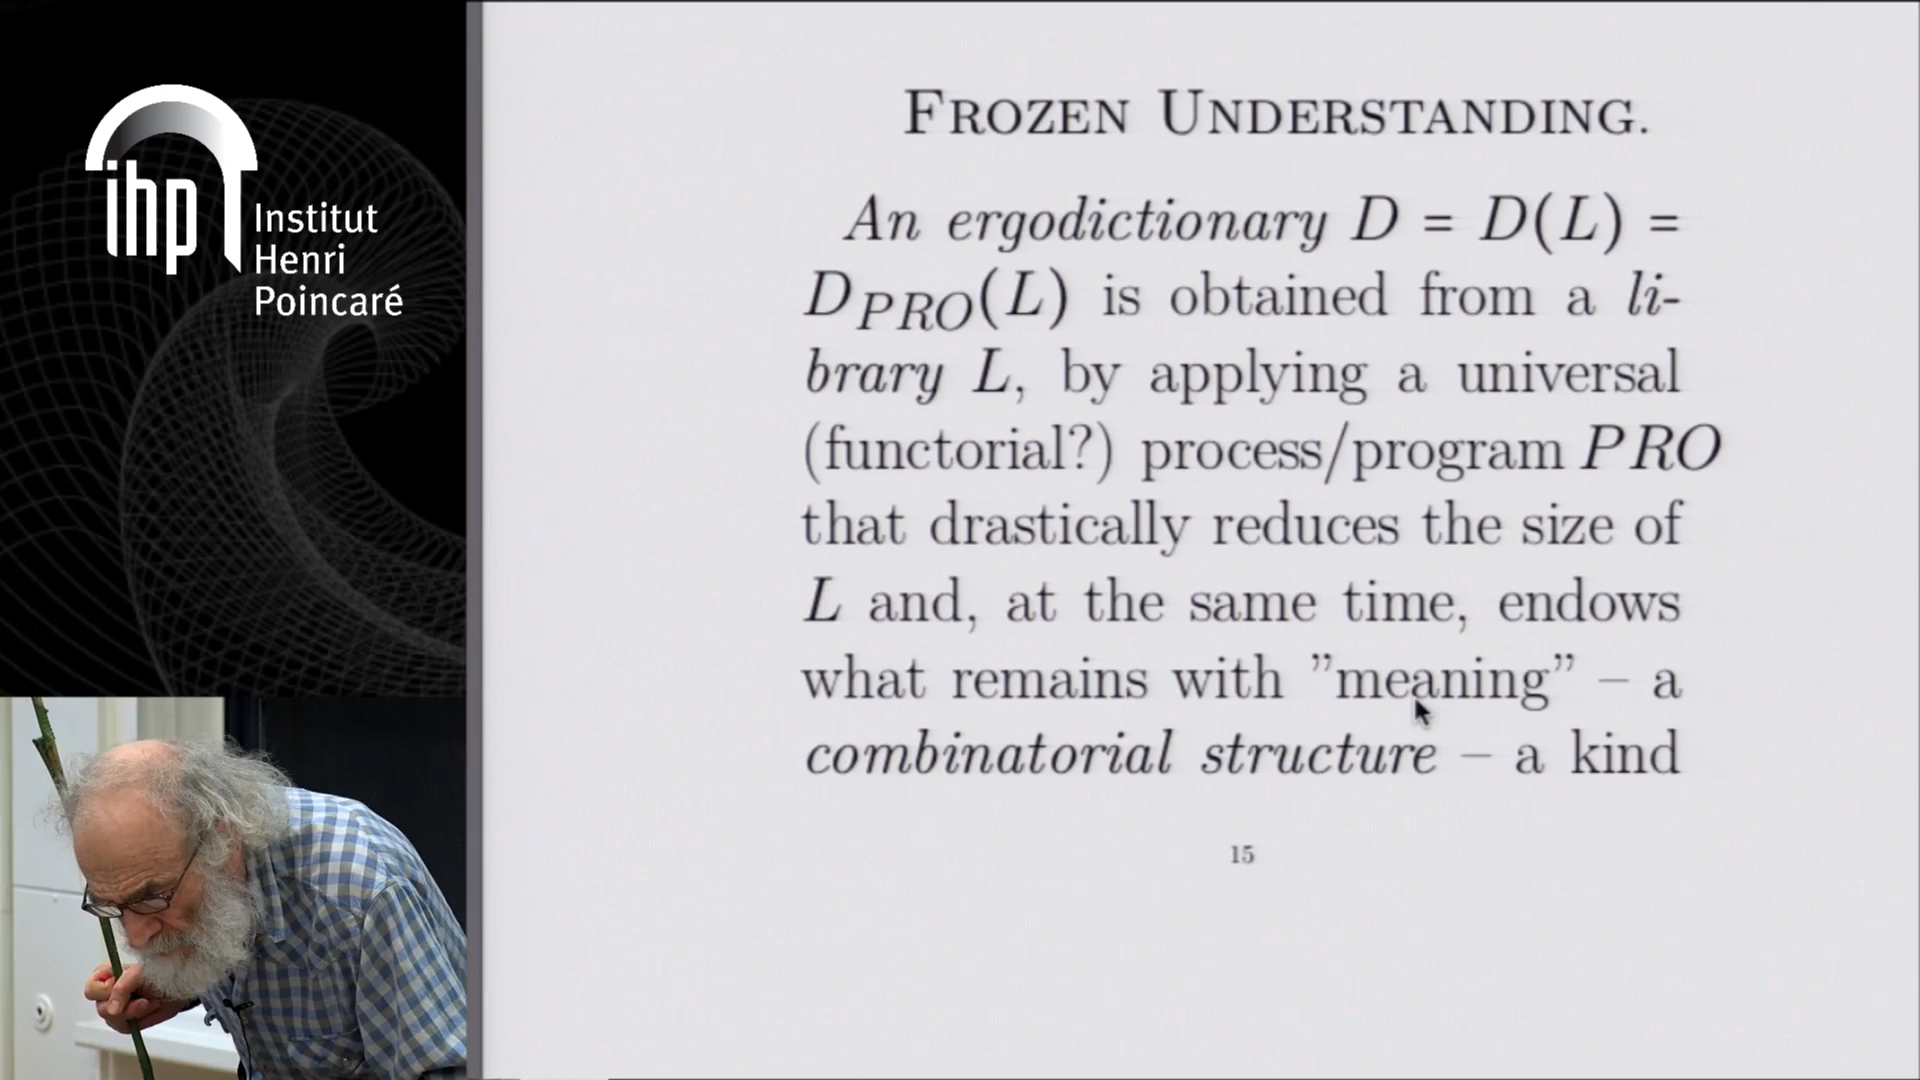 ihp
Institut
Henri
Poincaré
FROZEN UNDERSTANDING.
An ergodictionary D = D(L) =
D_PRO(L) is obtained from a li-
brary L, by applying a universal
(functorial?) process/program PRO
that drastically reduces the size of
L and, at the same time, endows
what remains with ”meaning” – a
combinatorial structure – a kind
15